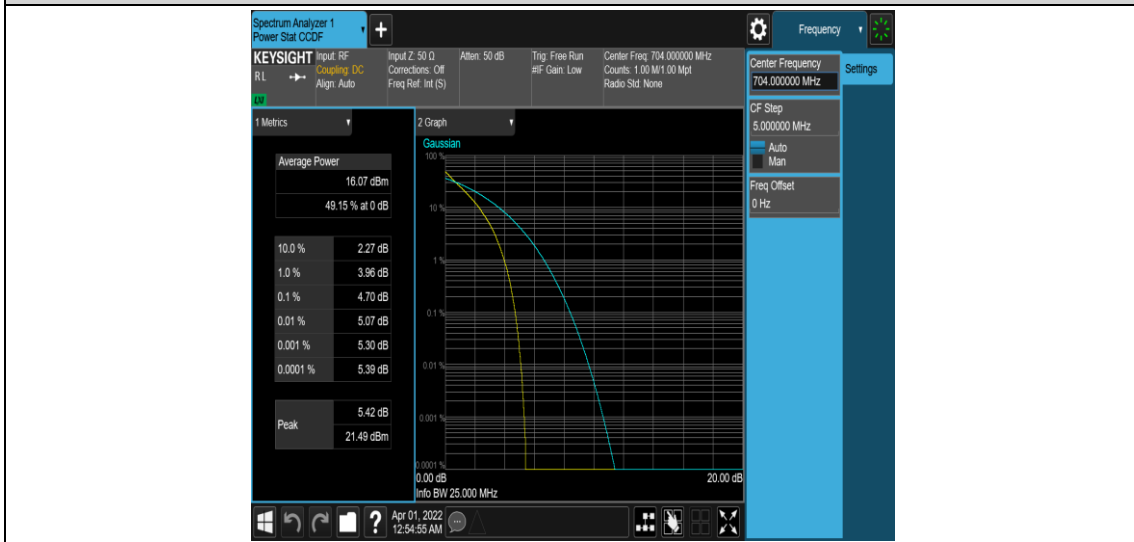 Spectrum Analyzer 1
Power Stat CCDF
+
Frequency
KEYSIGHT
RL
Input: RF
Coupling: DC
Align: Auto
Input Z: 50 Ω
Corrections: Off
Freq Ref: Int (S)
Atten: 50 dB
Trig: Free Run
#IF Gain: Low
Center Freq: 704.000000 MHz
Counts: 1.00 M/1.00 Mpt
Radio Std: None
1 Metrics
Average Power
16.07 dBm
49.15 % at 0 dB
10.0 % 2.27 dB
1.0 % 3.96 dB
0.1 % 4.70 dB
0.01 % 5.07 dB
0.001 % 5.30 dB
0.0001 % 5.39 dB
Peak
5.42 dB
21.49 dBm
2 Graph
Gaussian
100 %
10 %
1 %
0.1 %
0.01 %
0.001 %
0.0001 %
0.00 dB
20.00 dB
Info BW 25.000 MHz
Center Frequency
704.000000 MHz
Settings
CF Step
5.000000 MHz
Auto
Man
Freq Offset
0 Hz
?
Apr 01, 2022
12:54:55 AM